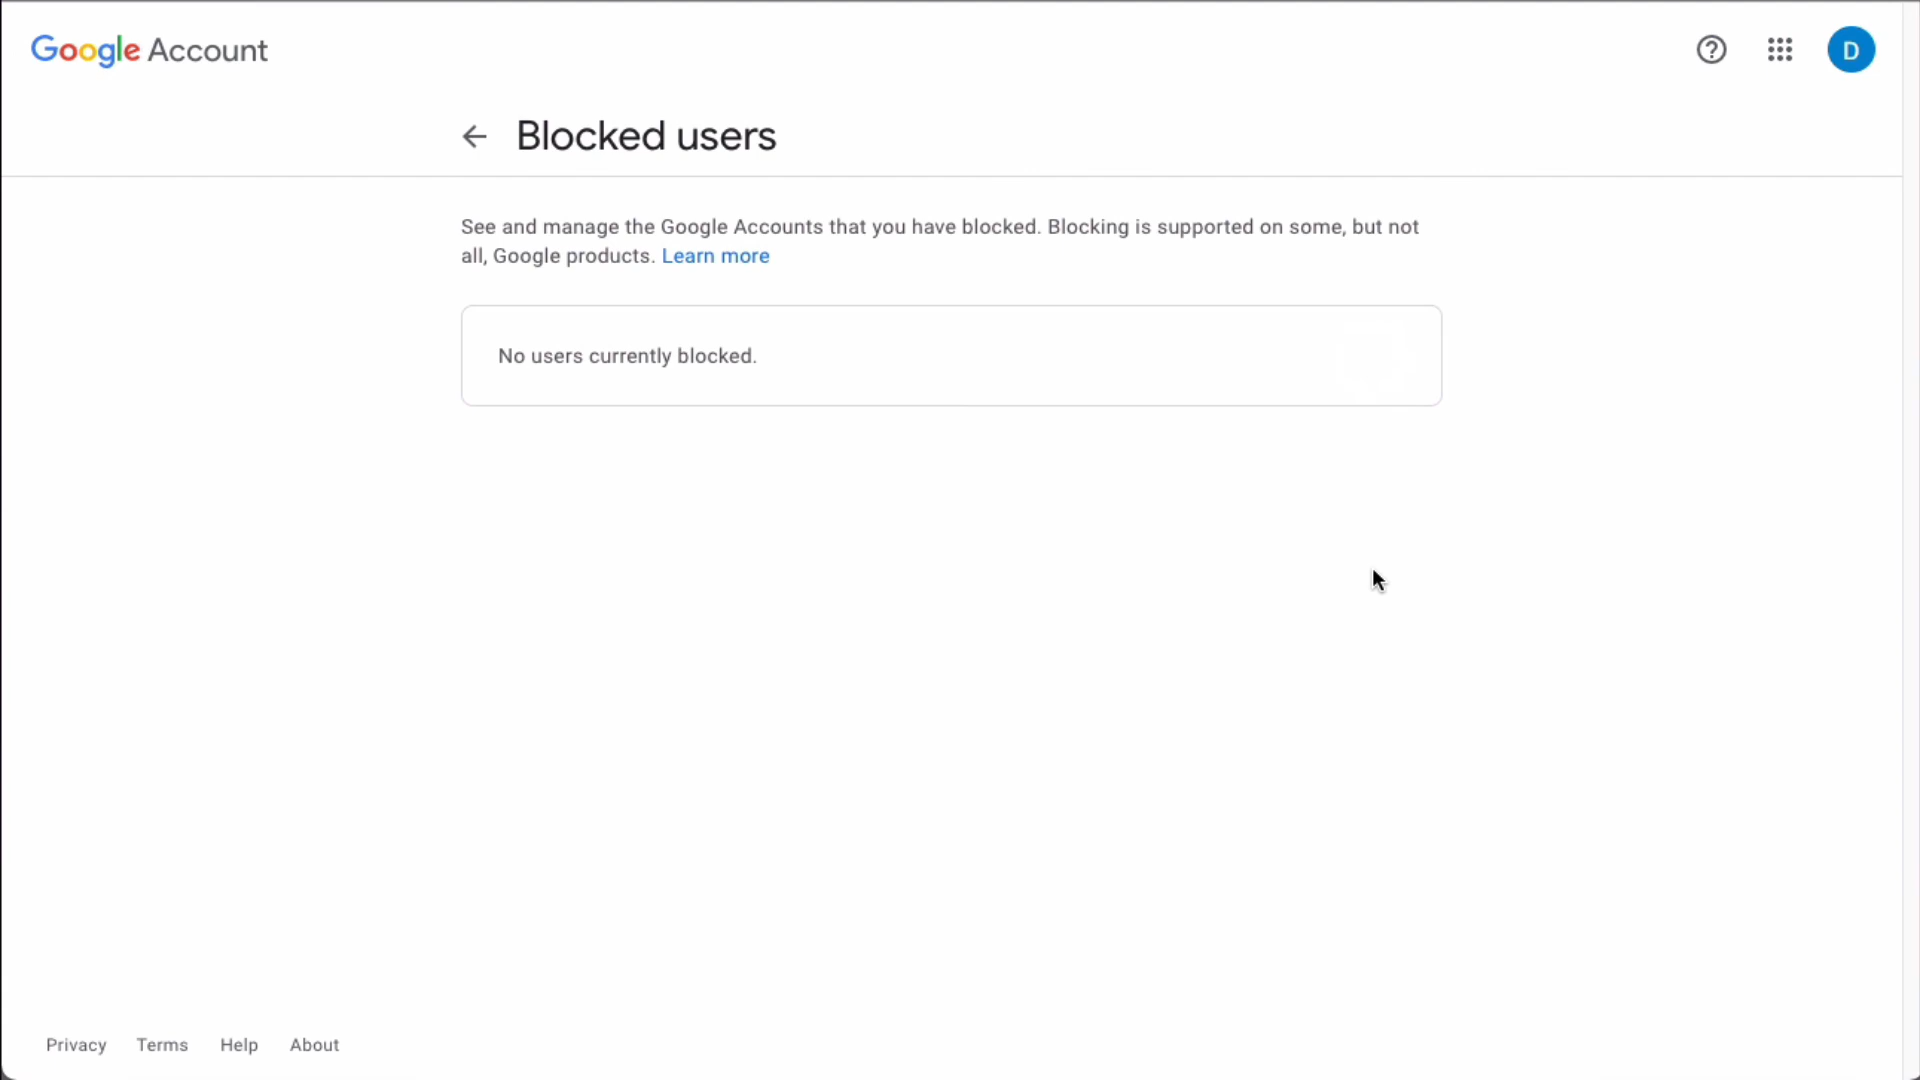 Google Account
D
Blocked users
See and manage the Google Accounts that you have blocked. Blocking is supported on some, but not
all, Google products. Learn more
No users currently blocked.
Privacy Terms Help About